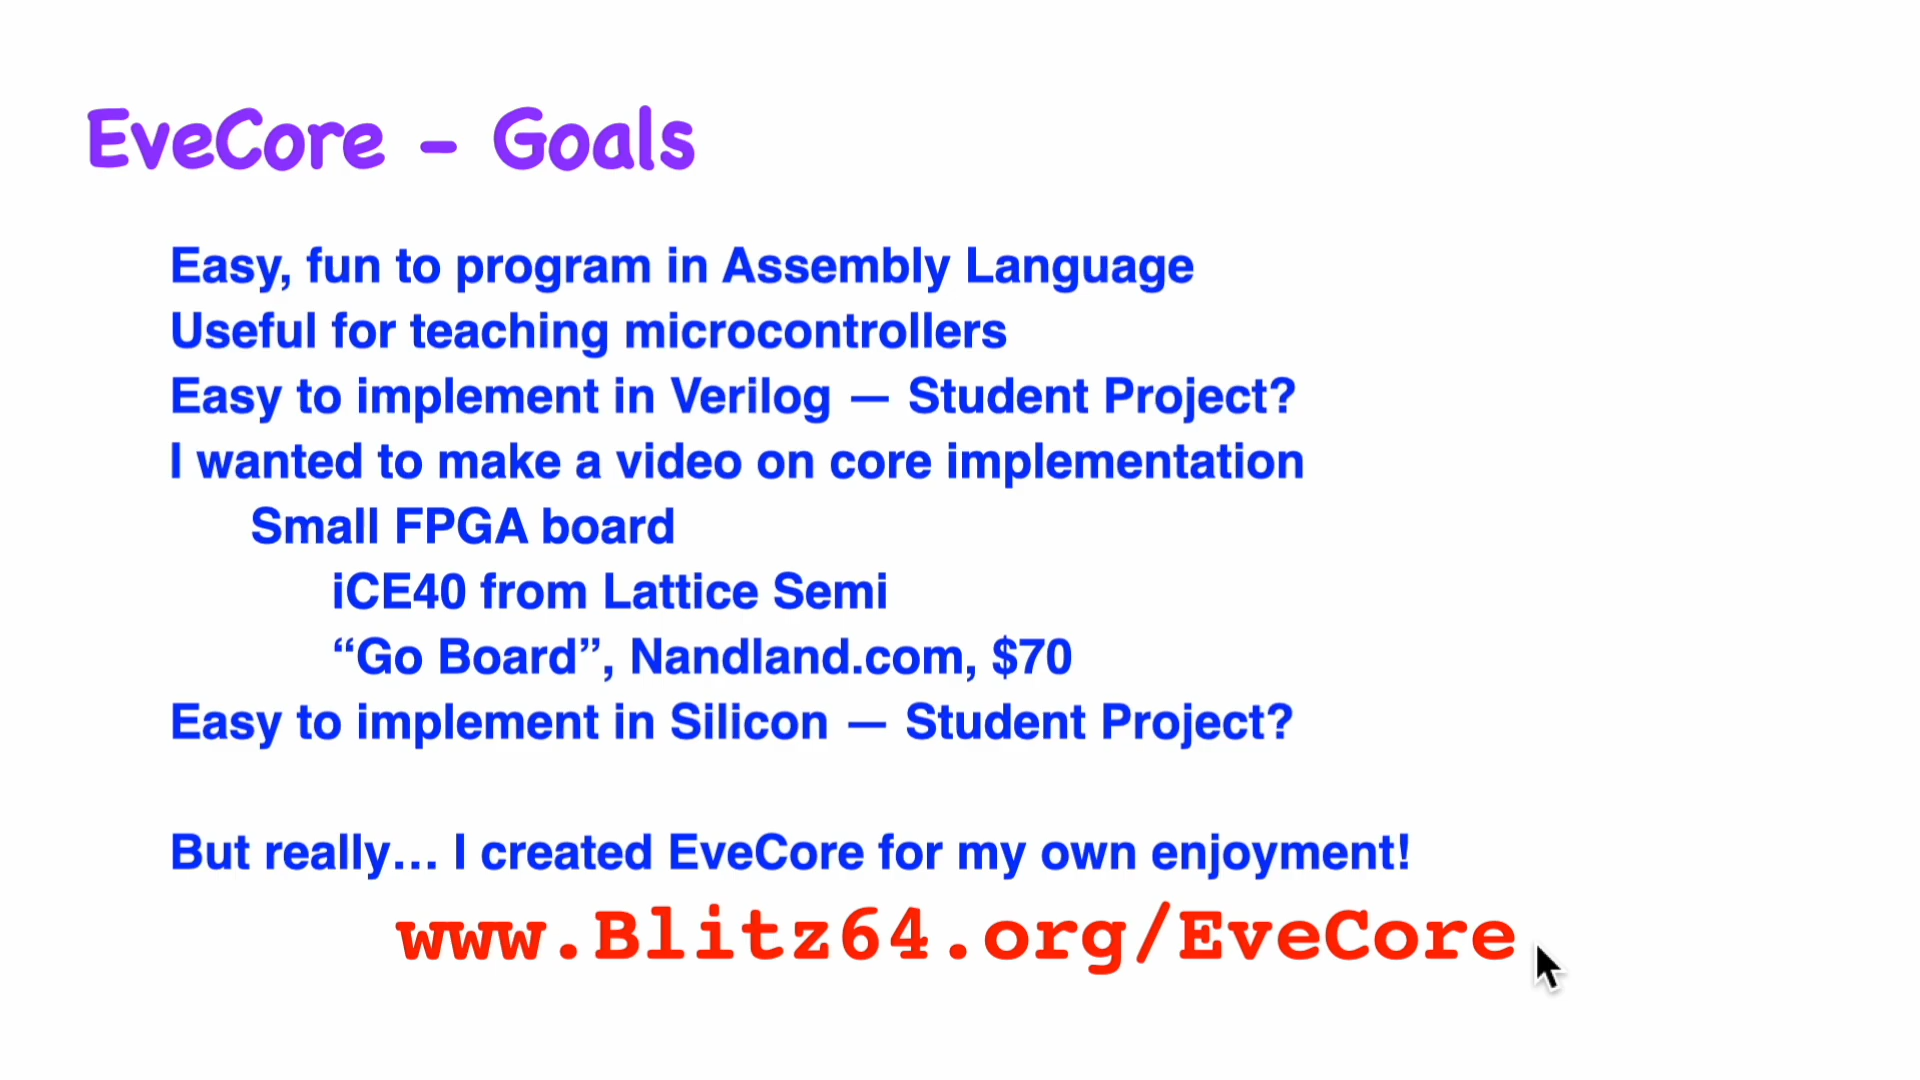 EveCore - Goals
Easy, fun to program in Assembly Language
Useful for teaching microcontrollers
Easy to implement in Verilog — Student Project?
I wanted to make a video on core implementation
Small FPGA board
iCE40 from Lattice Semi
“Go Board”, Nandland.com, $70
Easy to implement in Silicon — Student Project?
But really… I created EveCore for my own enjoyment!
www.Blitz64.org/EveCore